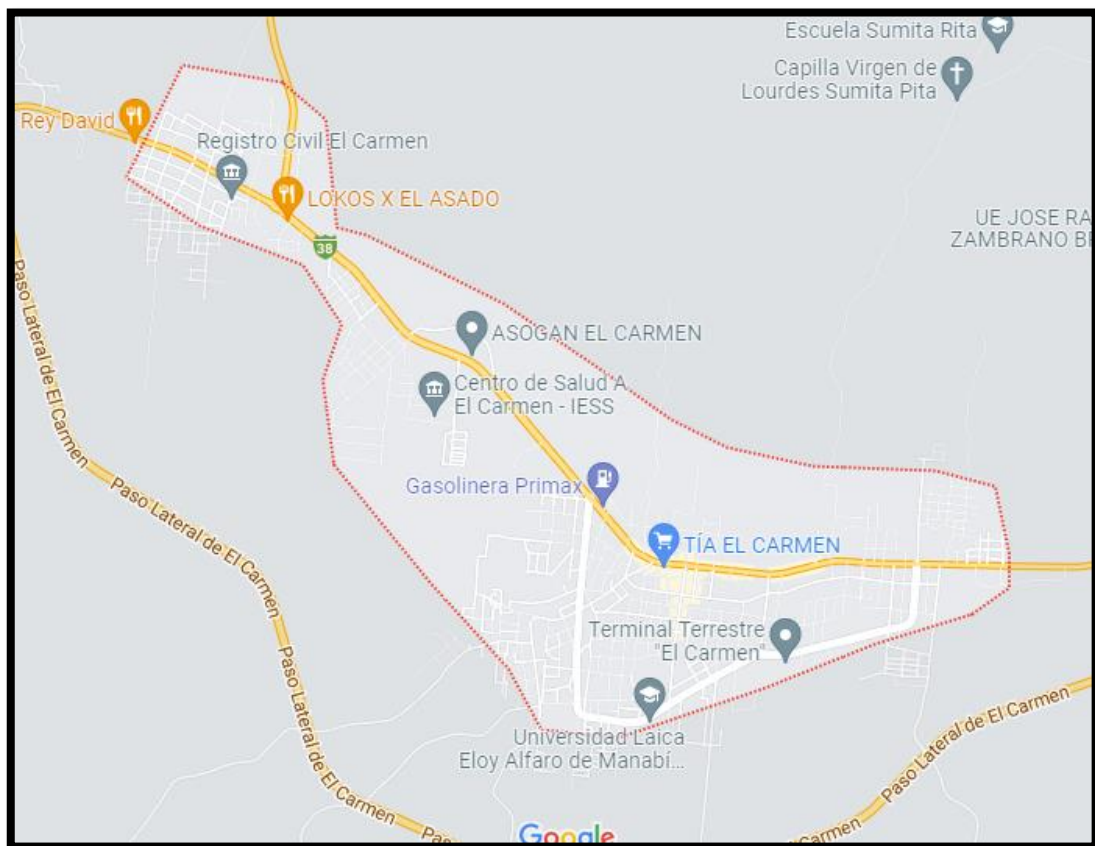 Escuela Sumita Rita
Capilla Virgen de
Lourdes Sumita Pita
Rey David
Registro Civil El Carmen
LOKOS X EL ASADO
UE JOSE RA
ZAMBRANO B
38
Paso Lateral de El Carmen
ASOGAN EL CARMEN
Centro de Salud A
El Carmen - IESS
Gasolinera Primax
Paso Lateral de El Carmen
TÍA EL CARMEN
Terminal Terrestre
"El Carmen"
Paso Lateral de El Carmen
Universidad Laica
Eloy Alfaro de Manabí...
Paso Lateral de El Carmen
Paso
Carmen
Google